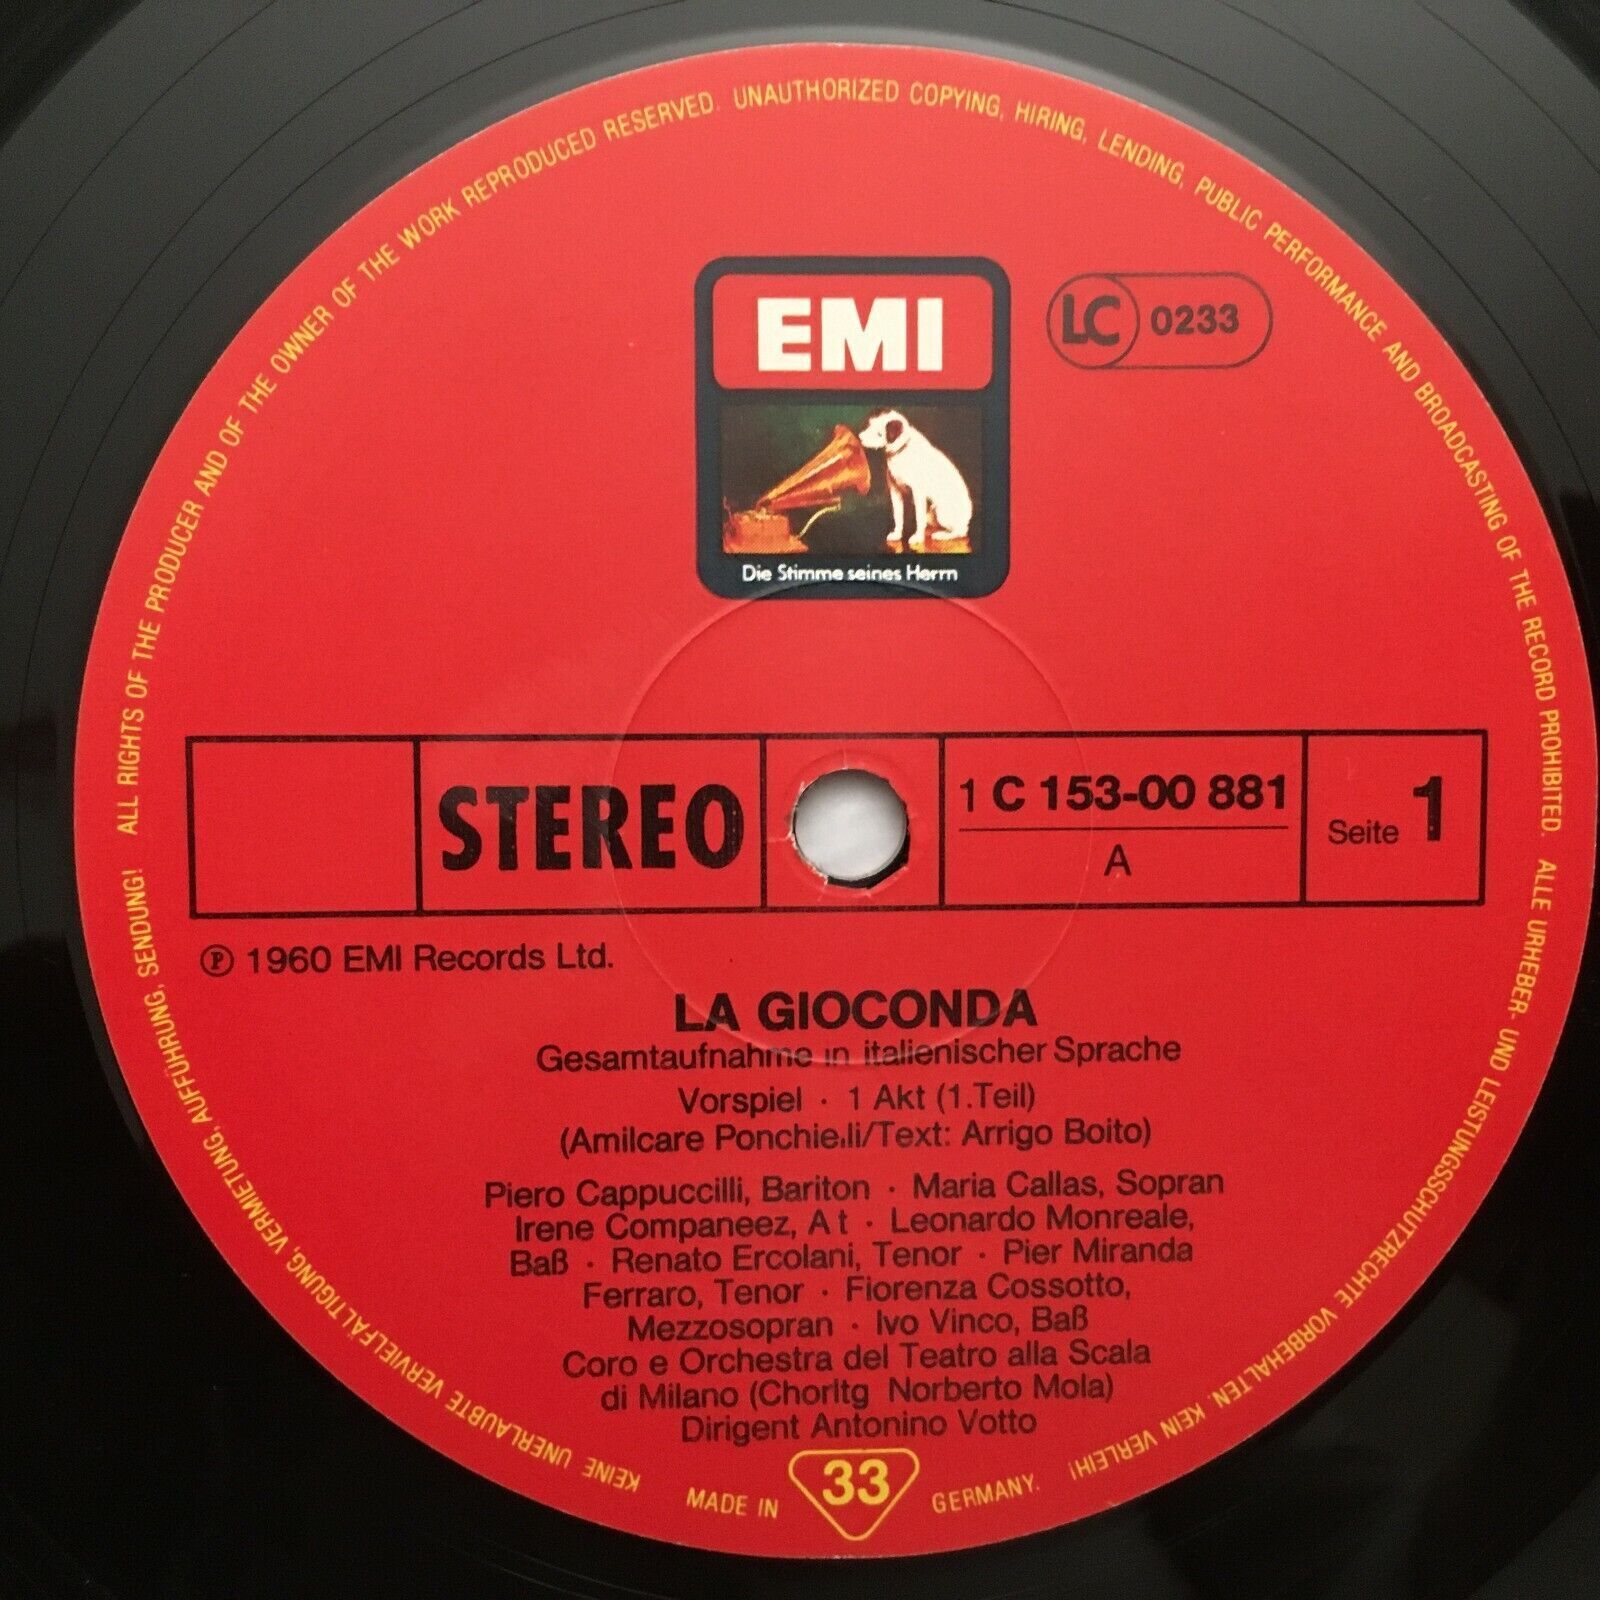 ALL RIGHTS OF THE PRODUCER AND OF THE OWNER OF THE WORK REPRODUCED RESERVED. UNAUTHORIZED COPYING, HIRING, LENDING, PUBLIC PERFORMANCE AND BROADCASTING OF THE RECORD PROHIBITED.
EMI
LC 0233
Die Stimme seines Herrn
STEREO
1 C 153-00 881
A
Seite 1
Ⓟ 1960 EMI Records Ltd.
LA GIOCONDA
Gesamtaufnahme in italienischer Sprache
Vorspiel · 1 Akt (1.Teil)
(Amilcare Ponchielli/Text: Arrigo Boito)
Piero Cappuccilli, Bariton · Maria Callas, Sopran
Irene Companeez, A t · Leonardo Monreale,
Baß · Renato Ercolani, Tenor · Pier Miranda
Ferraro, Tenor · Fiorenza Cossotto,
Mezzosopran · Ivo Vinco, Baß
Coro e Orchestra del Teatro alla Scala
di Milano (Chorltg Norberto Mola)
Dirigent Antonino Votto
MADE IN 33 GERMANY.
ALLE URHEBER- UND LEISTUNGSSCHUTZRECHTE VORBEHALTEN. KEIN VERLEIH!
KEINE UNERLAUBTE VERVIELFÄLTIGUNG, VERMIETUNG, AUFFÜHRUNG, SENDUNG!